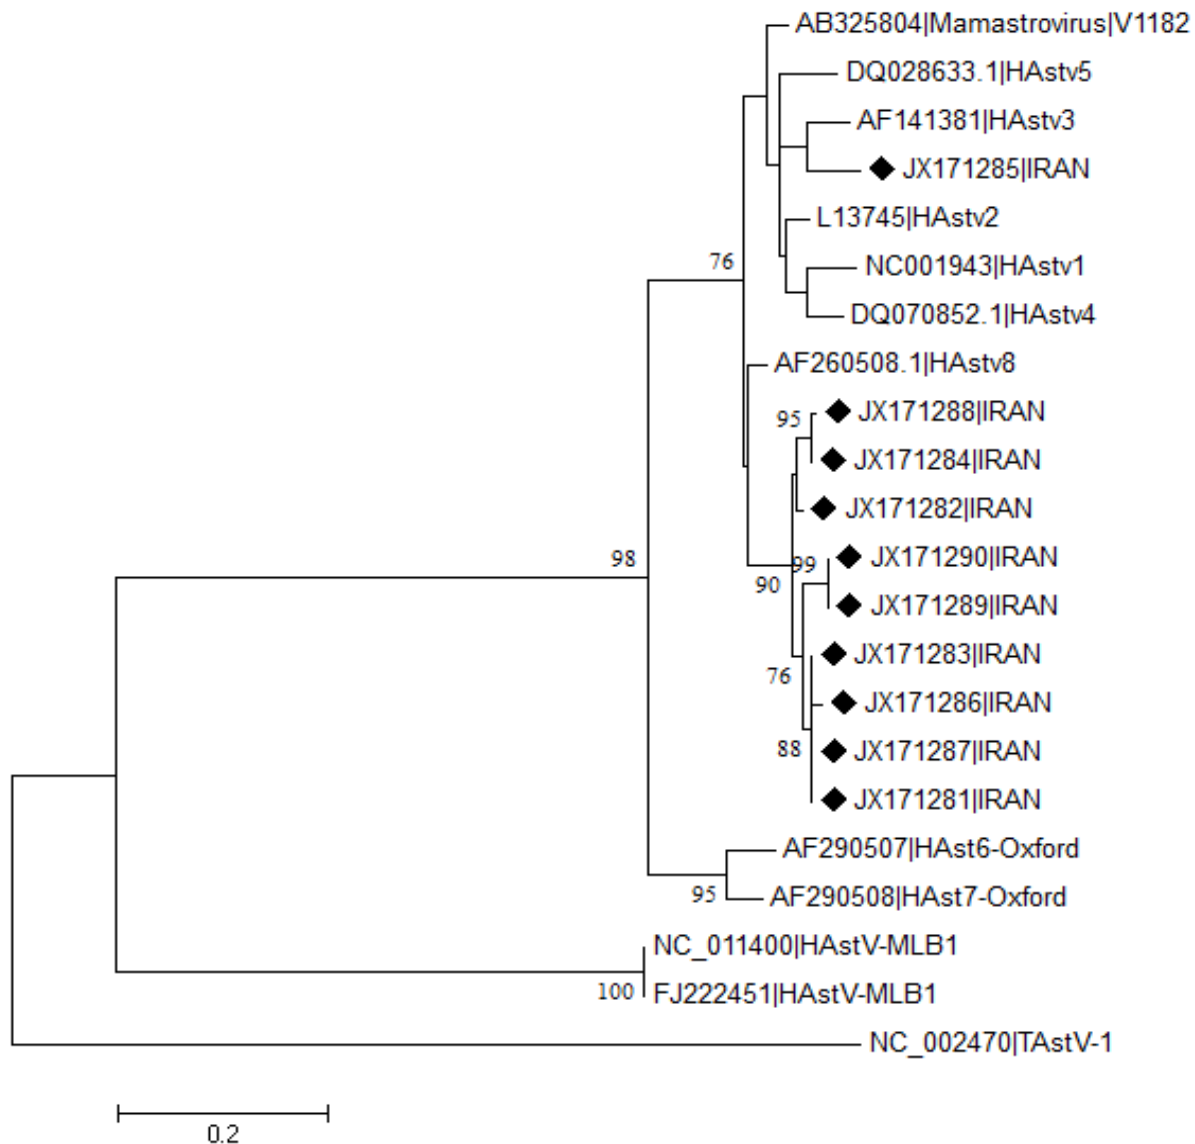 AB325804|Mamastrovirus|V1182
DQ028633.1|HAstv5
AF141381|HAstv3
JX171285|IRAN
L13745|HAstv2
76
NC001943|HAstv1
DQ070852.1|HAstv4
AF260508.1|HAstv8
95
JX171288|IRAN
JX171284|IRAN
JX171282|IRAN
98
99
JX171290|IRAN
90
JX171289|IRAN
JX171283|IRAN
76
JX171286|IRAN
88
JX171287|IRAN
JX171281|IRAN
AF290507|HAst6-Oxford
95
AF290508|HAst7-Oxford
NC_011400|HAstV-MLB1
100
FJ222451|HAstV-MLB1
NC_002470|TAstV-1
0.2